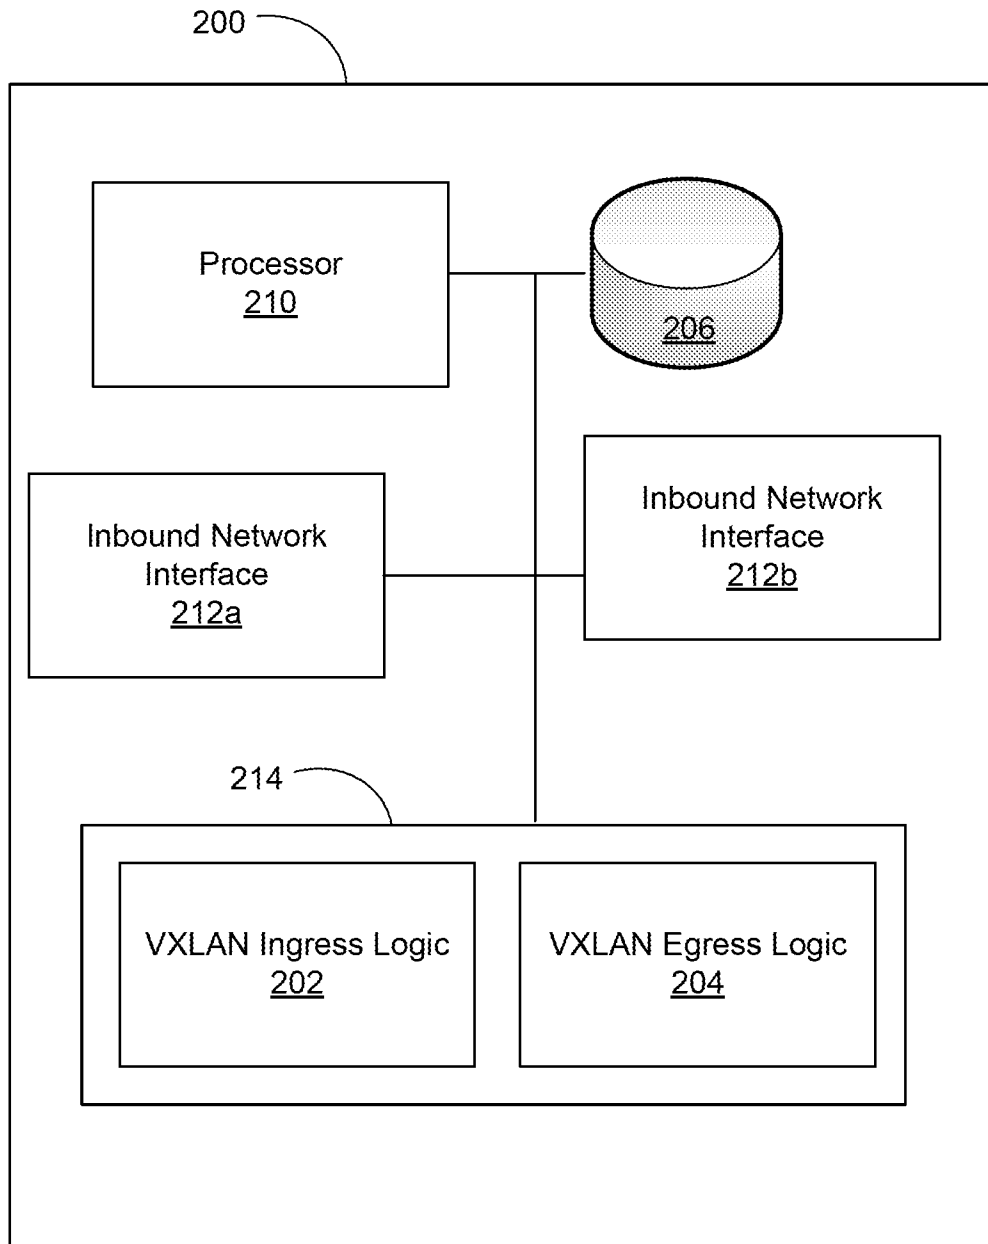 200
Processor
210
206
Inbound Network
Interface
212a
Inbound Network
Interface
212b
214
VXLAN Ingress Logic
202
VXLAN Egress Logic
204